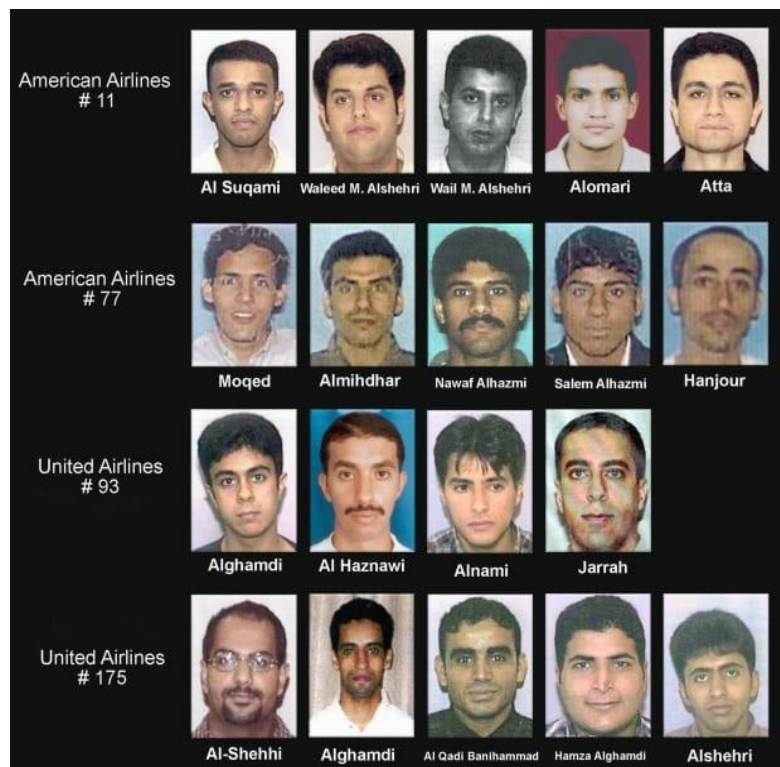 American Airlines
# 11
Al Suqami
Waleed M. Alshehri
Wail M. Alshehri
Alomari
Atta
American Airlines
# 77
Moqed
Almihdhar
Nawaf Alhazmi
Salem Alhazmi
Hanjour
United Airlines
# 93
Alghamdi
Al Haznawi
Alnami
Jarrah
United Airlines
# 175
Al-Shehhi
Alghamdi
Al Qadi Banihammad
Hamza Alghamdi
Alshehri